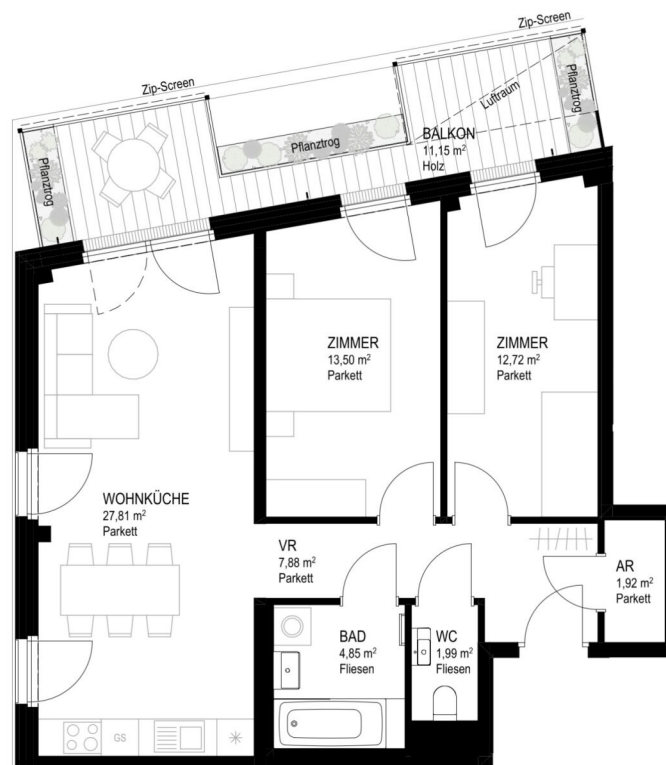 Zip-Screen
Zip-Screen
Pflanztrog
Luftraum
Pflanztrog
Pflanztrog
BALKON
11,15 m²
Holz
ZIMMER
13,50 m²
Parkett
ZIMMER
12,72 m²
Parkett
WOHNKÜCHE
27,81 m²
Parkett
VR
7,88 m²
Parkett
AR
1,92 m²
Parkett
BAD
4,85 m²
Fliesen
WC
1,99 m²
Fliesen
GS